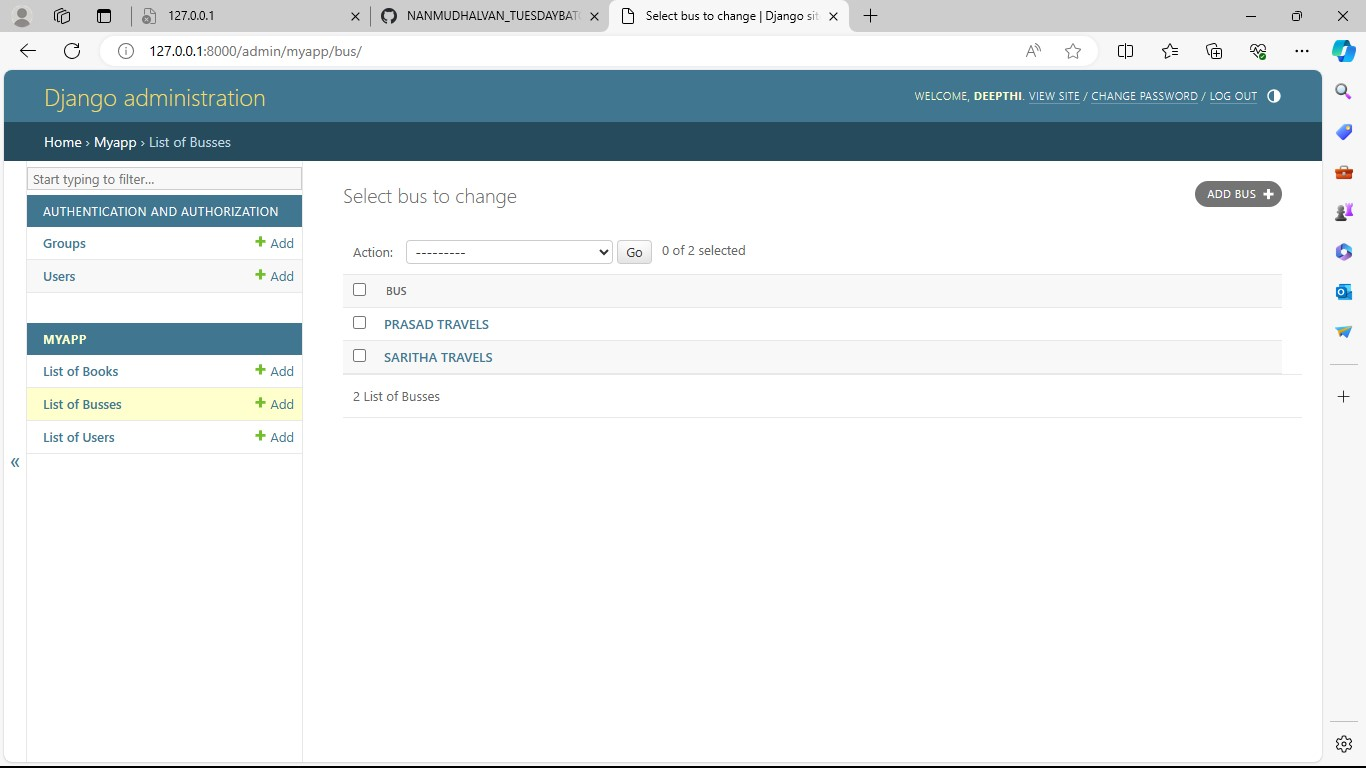 127.0.0.1
NANMUDHALVAN_TUESDAYBAT
Select bus to change | Django sit
127.0.0.1:8000/admin/myapp/bus/
Django administration
WELCOME, DEEPTHI. VIEW SITE / CHANGE PASSWORD / LOG OUT
Home › Myapp › List of Busses
Start typing to filter...
AUTHENTICATION AND AUTHORIZATION
Groups + Add
Users + Add
MYAPP
List of Books + Add
List of Busses + Add
List of Users + Add
«
Select bus to change
ADD BUS +
Action: --------- Go 0 of 2 selected
BUS
PRASAD TRAVELS
SARITHA TRAVELS
2 List of Busses